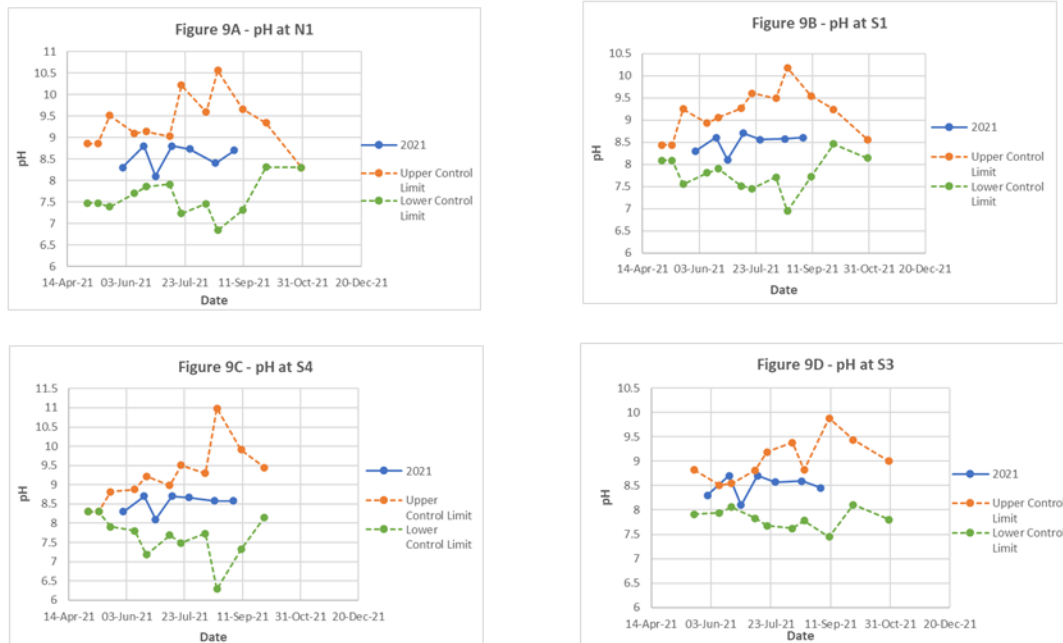 Figure 9A - pH at N1
11
10.5
10
9.5
9
8.5
8
7.5
7
6.5
6
pH
14-Apr-21 03-Jun-21 23-Jul-21 11-Sep-21 31-Oct-21 20-Dec-21
Date
2021
Upper Control
Limit
Lower Control
Limit
Figure 9B - pH at S1
10.5
10
9.5
9
8.5
8
7.5
7
6.5
6
pH
14-Apr-21 03-Jun-21 23-Jul-21 11-Sep-21 31-Oct-21 20-Dec-21
Date
2021
Upper Control
Limit
Lower Control
Limit
Figure 9C - pH at S4
11.5
11
10.5
10
9.5
9
8.5
8
7.5
7
6.5
6
pH
14-Apr-21 03-Jun-21 23-Jul-21 11-Sep-21 31-Oct-21 20-Dec-21
Date
2021
Upper
Control Limit
Lower
Control Limit
Figure 9D - pH at S3
10.5
10
9.5
9
8.5
8
7.5
7
6.5
6
pH
14-Apr-21 03-Jun-21 23-Jul-21 11-Sep-21 31-Oct-21 20-Dec-21
Date
2021
Upper Control
Limit
Lower Control
Limit